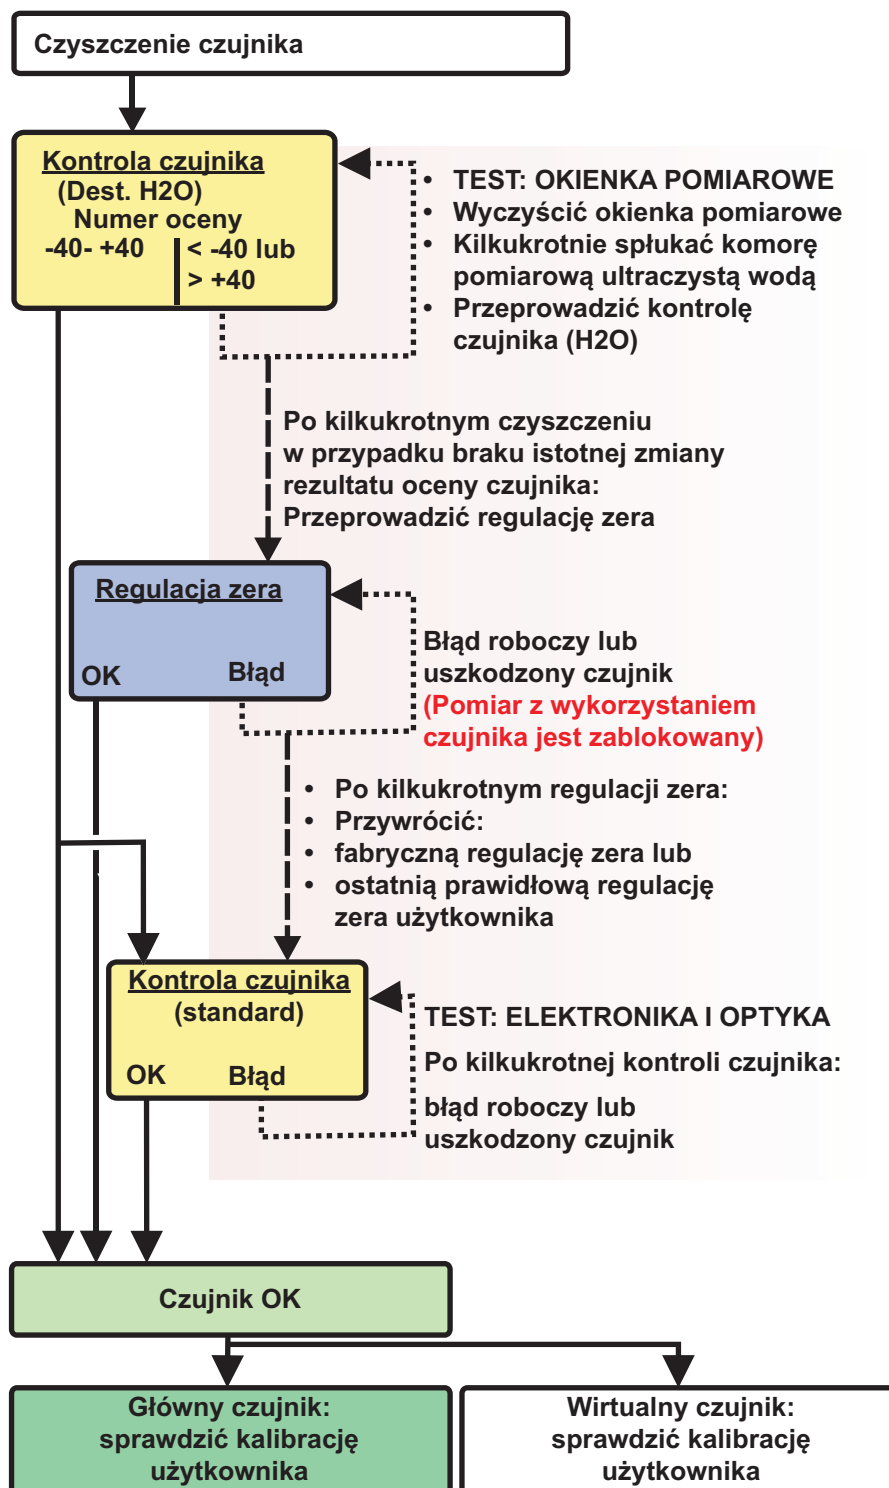 Czyszczenie czujnika
Kontrola czujnika
(Dest. H2O)
Numer oceny
-40- +40
< -40 lub
> +40
• TEST: OKIENKA POMIAROWE
• Wyczyścić okienka pomiarowe
• Kilkukrotnie spłukać komorę
pomiarową ultraczystą wodą
• Przeprowadzić kontrolę
czujnika (H2O)
Po kilkukrotnym czyszczeniu
w przypadku braku istotnej zmiany
rezultatu oceny czujnika:
Przeprowadzić regulację zera
Regulacja zera
OK
Błąd
Błąd roboczy lub
uszkodzony czujnik
(Pomiar z wykorzystaniem
czujnika jest zablokowany)
• Po kilkukrotnym regulacji zera:
• Przywrócić:
• fabryczną regulację zera lub
• ostatnią prawidłową regulację
zera użytkownika
Kontrola czujnika
(standard)
OK
Błąd
TEST: ELEKTRONIKA I OPTYKA
Po kilkukrotnej kontroli czujnika:
błąd roboczy lub
uszkodzony czujnik
Czujnik OK
Główny czujnik:
sprawdzić kalibrację
użytkownika
Wirtualny czujnik:
sprawdzić kalibrację
użytkownika